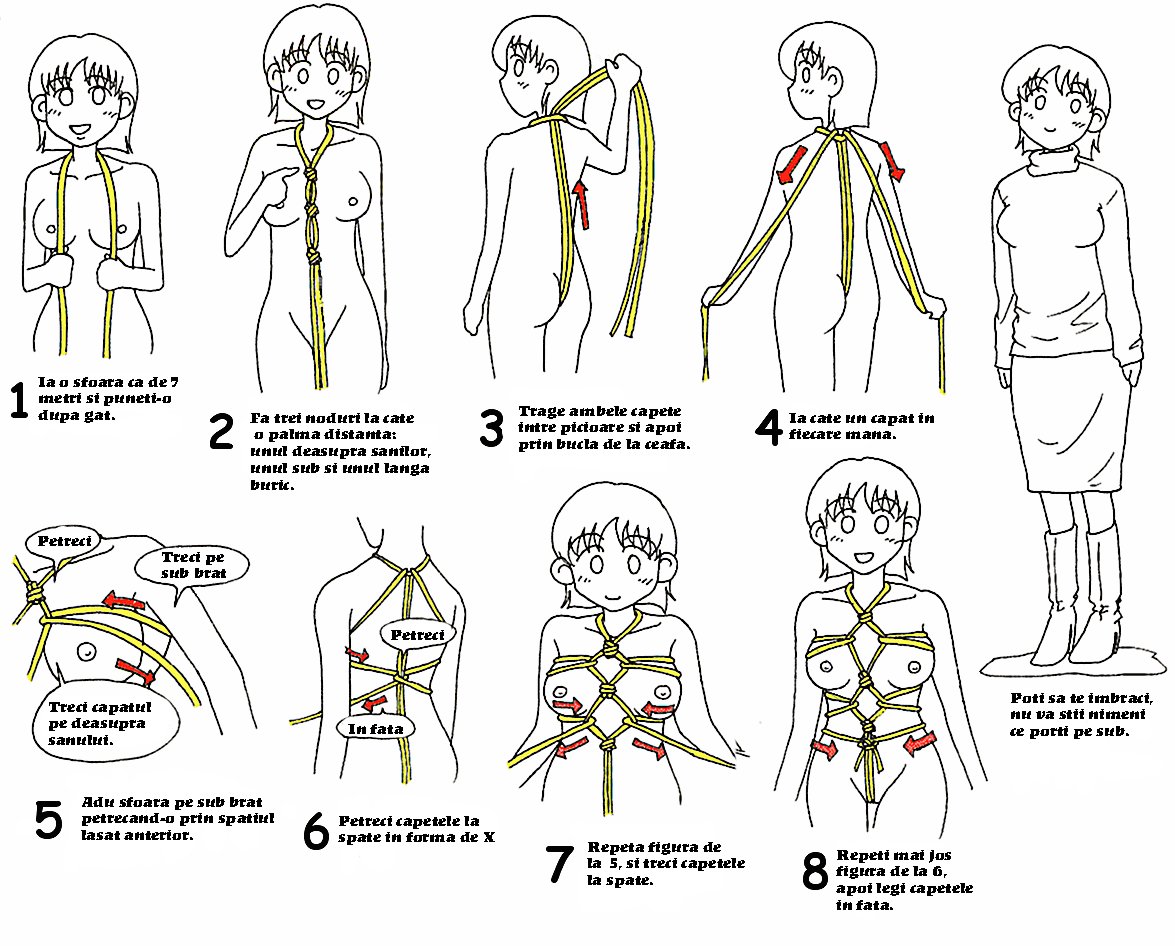 1
Ia o sfoara ca de 7
metri si puneti-o
dupa gat.
2
Fa trei noduri la cate
o palma distanta:
unul deasupra sanilor,
unul sub si unul langa
buric.
3
Trage ambele capete
intre picioare si apoi
prin bucla de la ceafa.
4
Ia cate un capat in
fiecare mana.
Petreci
Treci pe
sub brat
Treci capatul
pe deasupra
sanului.
5
Adu sfoara pe sub brat
petrecand-o prin spatiul
lasat anterior.
Petreci
In fata
6
Petreci capetele la
spate in forma de X
7
Repeta figura de
la 5, si treci capetele
la spate.
8
Repeti mai jos
figura de la 6,
apoi legi capetele
in fata.
Poti sa te imbraci,
nu va stii nimeni
ce porti pe sub.